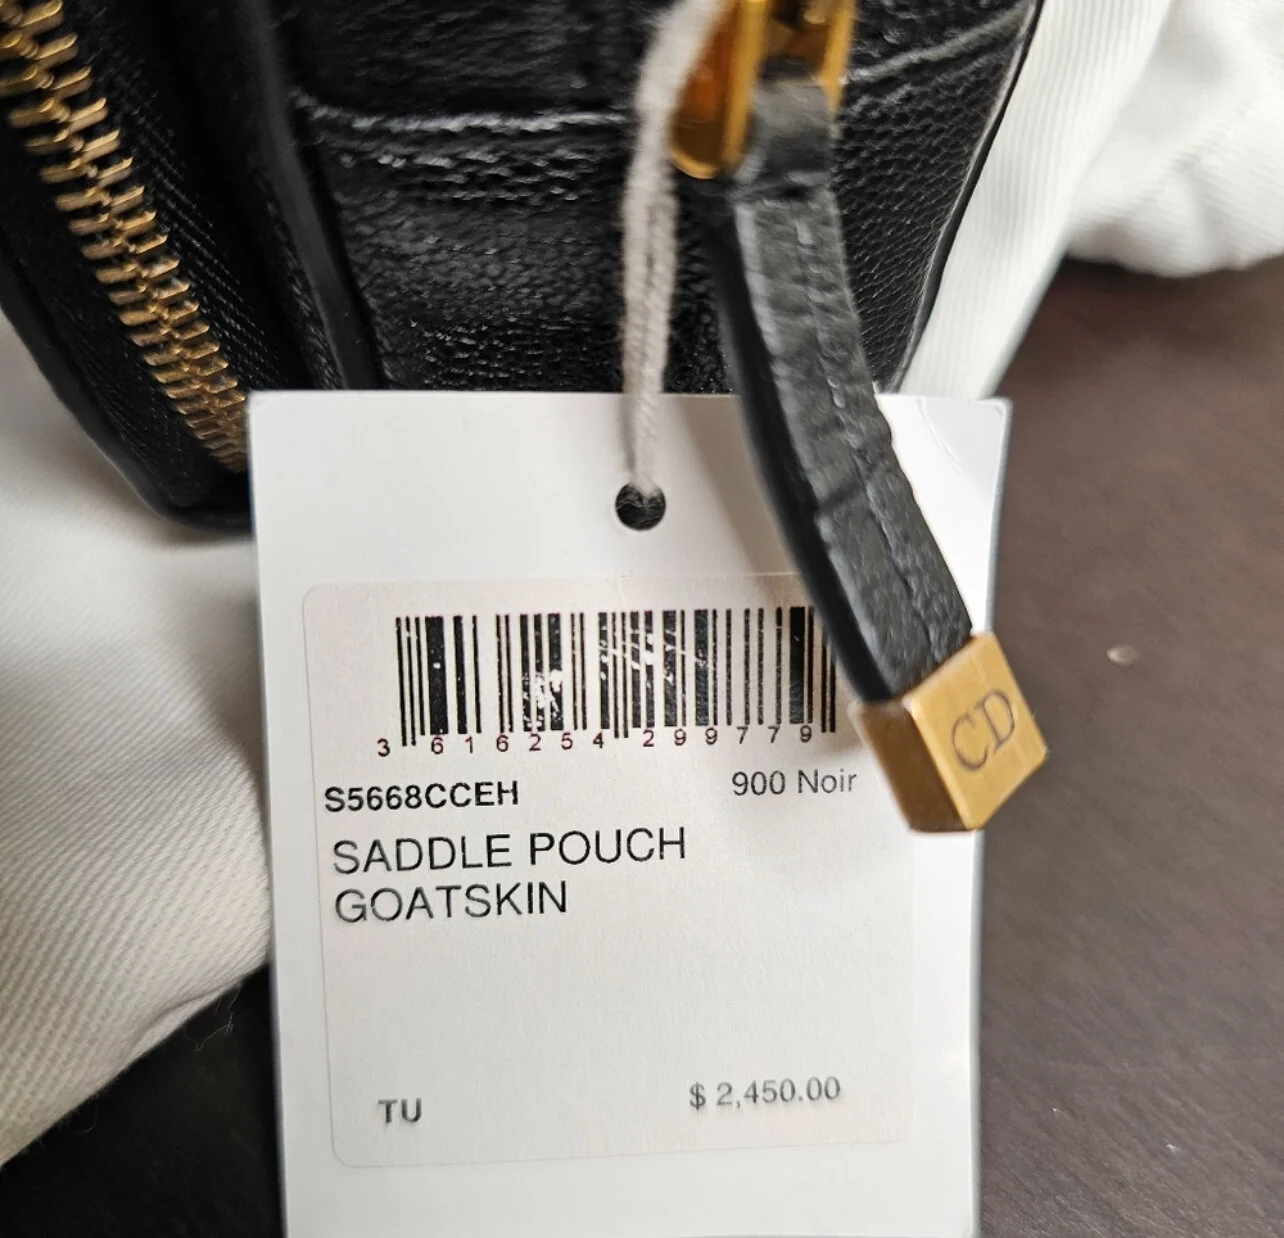 3 616254 299779
S5668CCEH 900 Noir
SADDLE POUCH
GOATSKIN
TU $ 2,450.00
CD